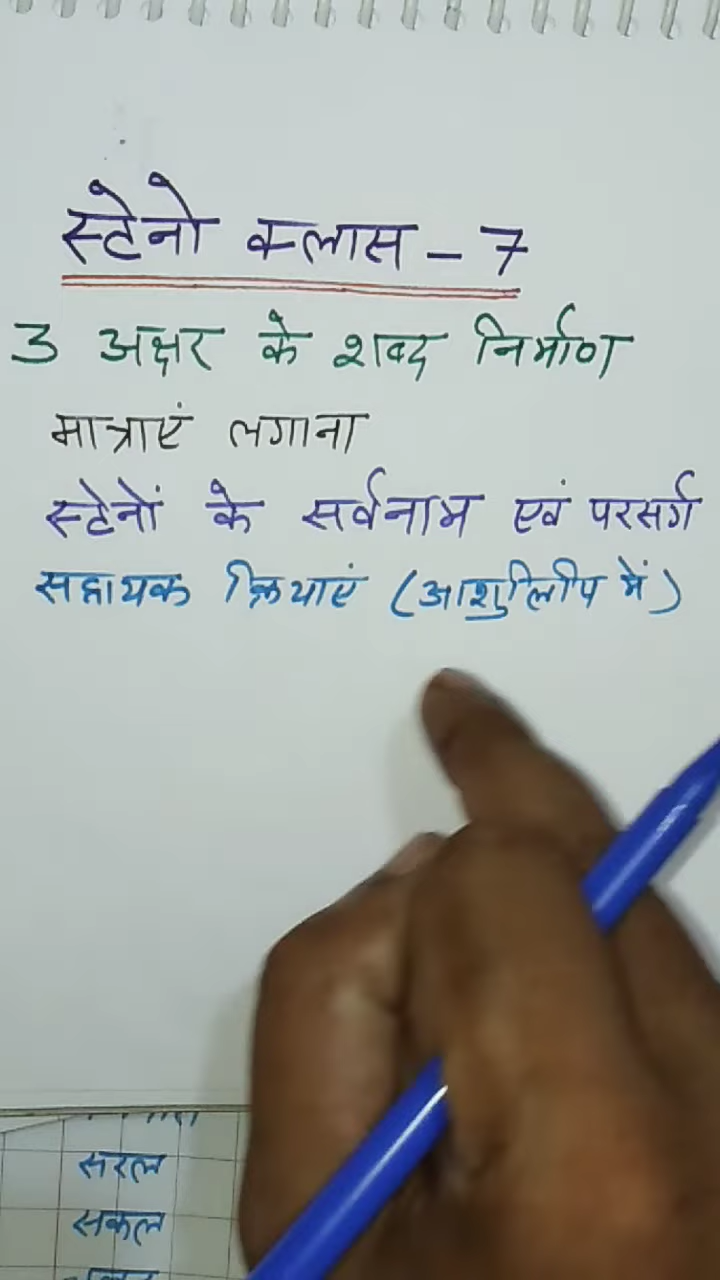 स्टेनो क्लास - 7
3 अक्षर के शब्द निर्माण
मात्राएं लगाना
स्टेनों के सर्वनाम एवं परसर्ग
सहायक क्रियाएं (आशुलिपि में)
सरल
सकल